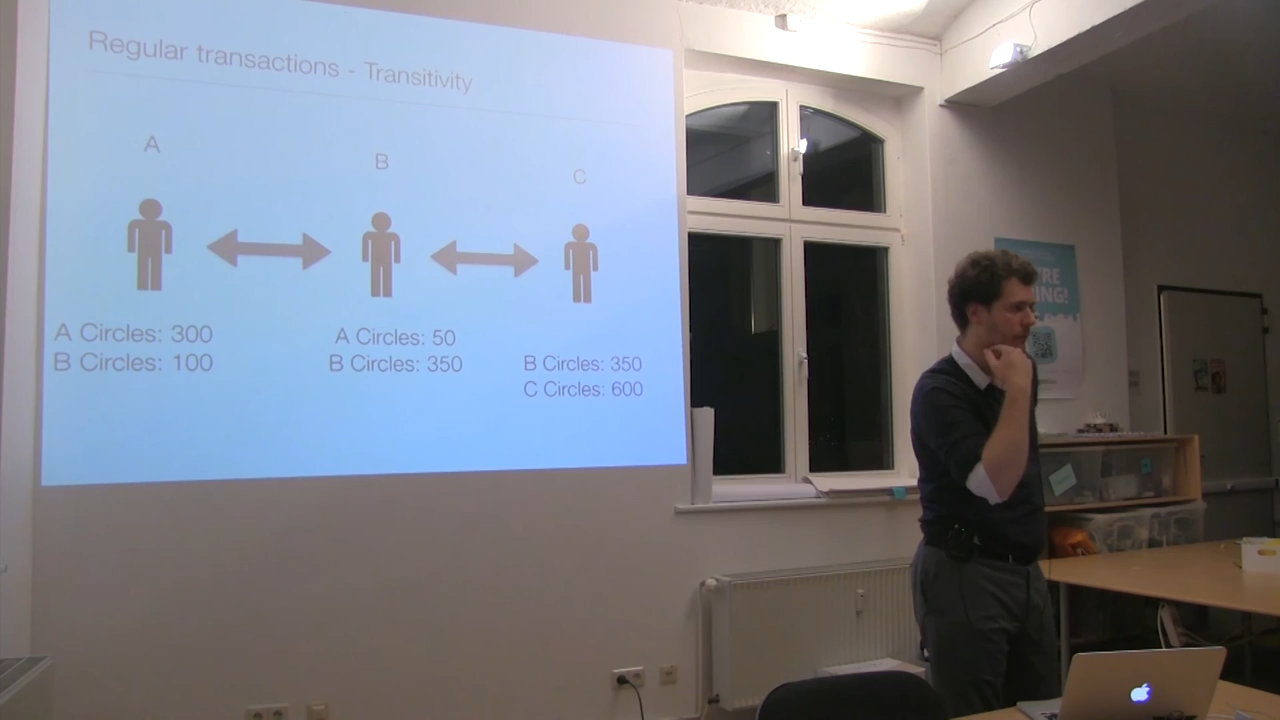 Regular transactions - Transitivity
A
B
C
A Circles: 300
B Circles: 100
A Circles: 50
B Circles: 350
B Circles: 350
C Circles: 600